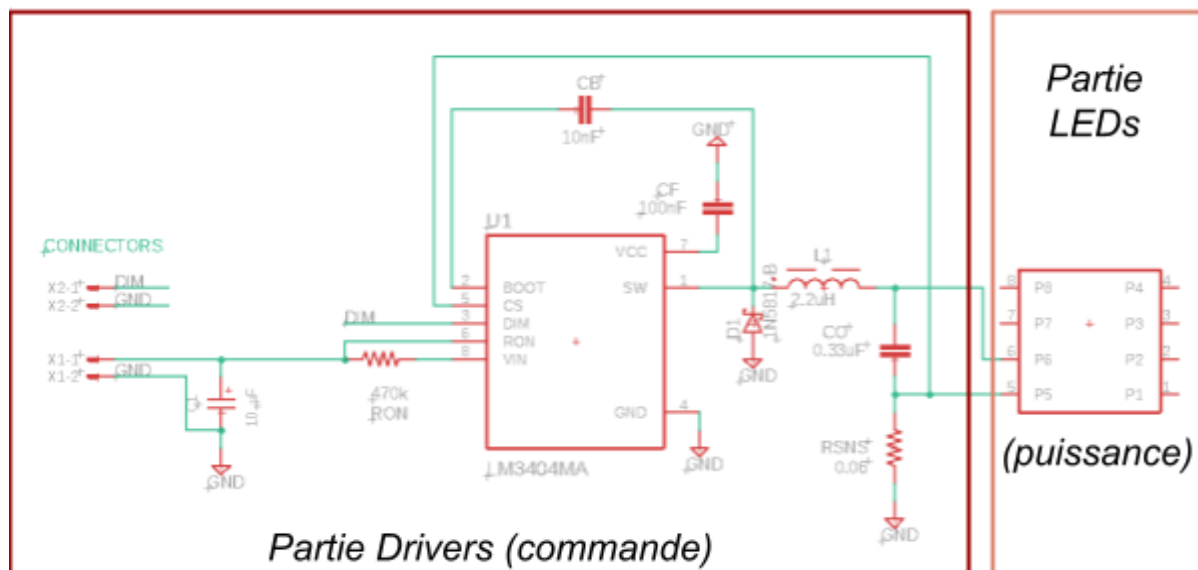 CB
10nF
GND
CF
100nF
U1
CONNECTORS
X2-1
DIM
X2-2
GND
X1-1
X1-2
GND
10µF
GND
DIM
470k
RON
2
BOOT
5
CS
3
DIM
6
RON
8
VIN
VCC
7
SW
1
GND
4
GND
LM3404MA
D1
GND
L1
2.2uH
CO
0.33uF
RSNS
0.06
GND
Partie Drivers (commande)
Partie
LEDs
8
P8
P4
4
7
P7
P3
3
6
P6
P2
2
5
P5
P1
1
(puissance)